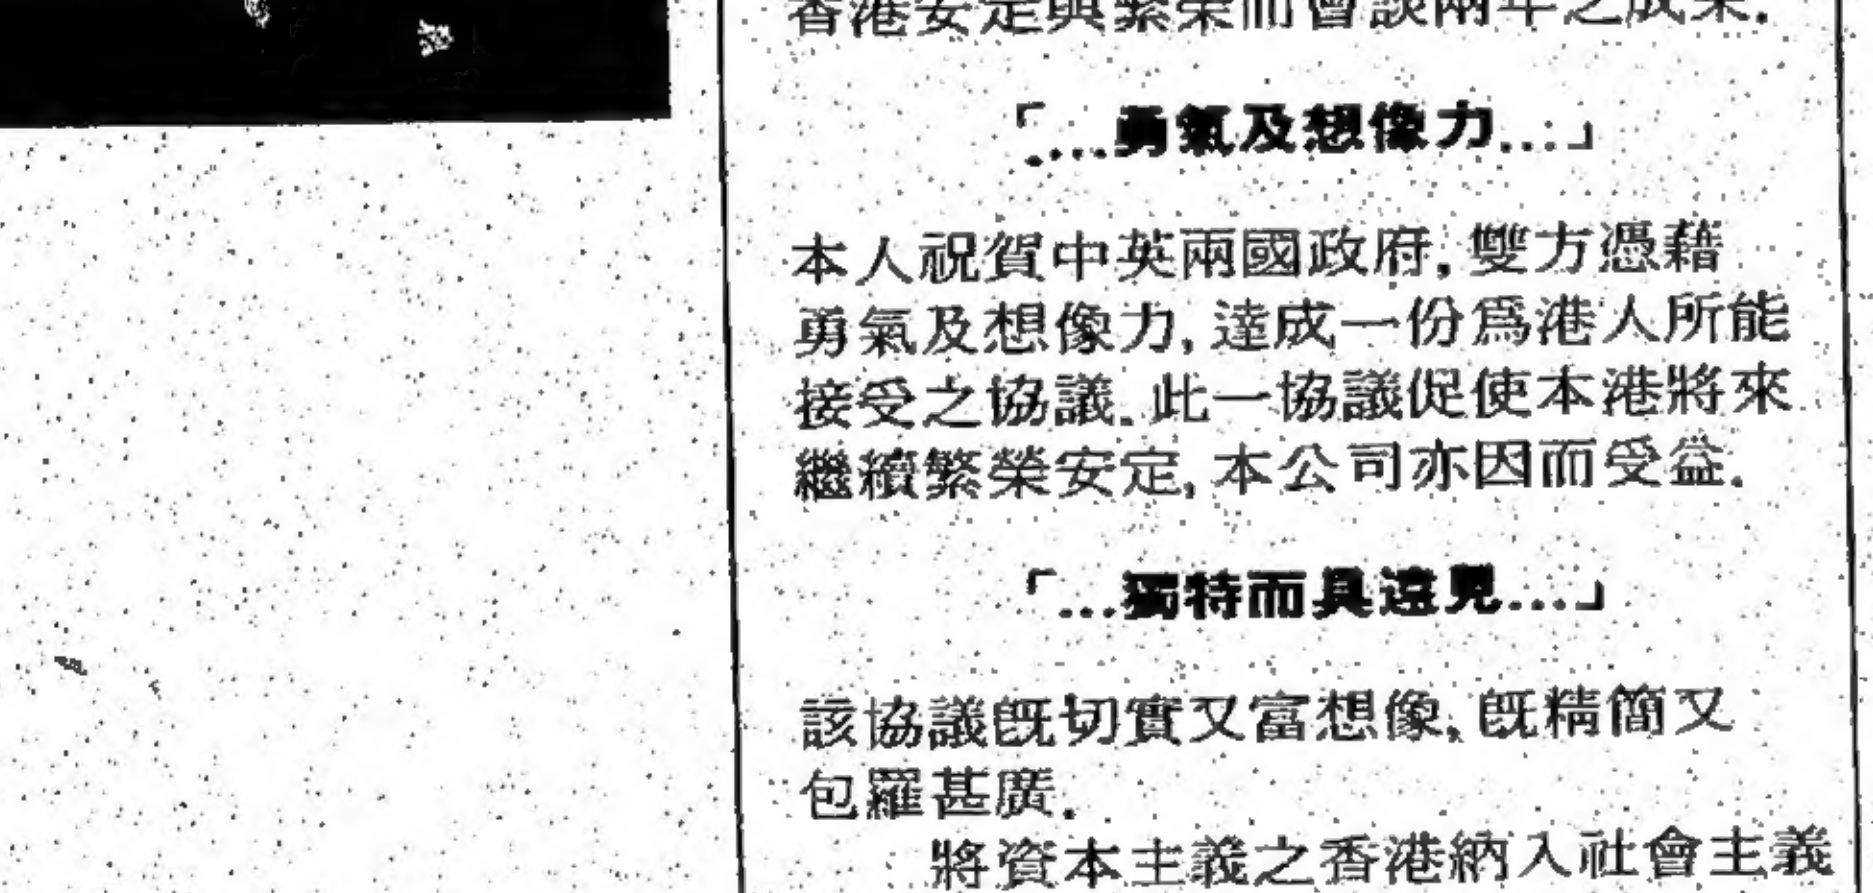 香港安定與繁榮而會談兩年之成果.
「...勇氣及想像力...」
本人祝賀中英兩國政府,雙方憑藉
勇氣及想像力,達成一份爲港人所能
接受之協議.此一協議促使本港將來
繼續繁榮安定,本公司亦因而受益.
「...獨特而具遠見...」
該協議旣切實又富想像,旣精簡又
包羅甚廣.
將資本主義之香港納入社會主義